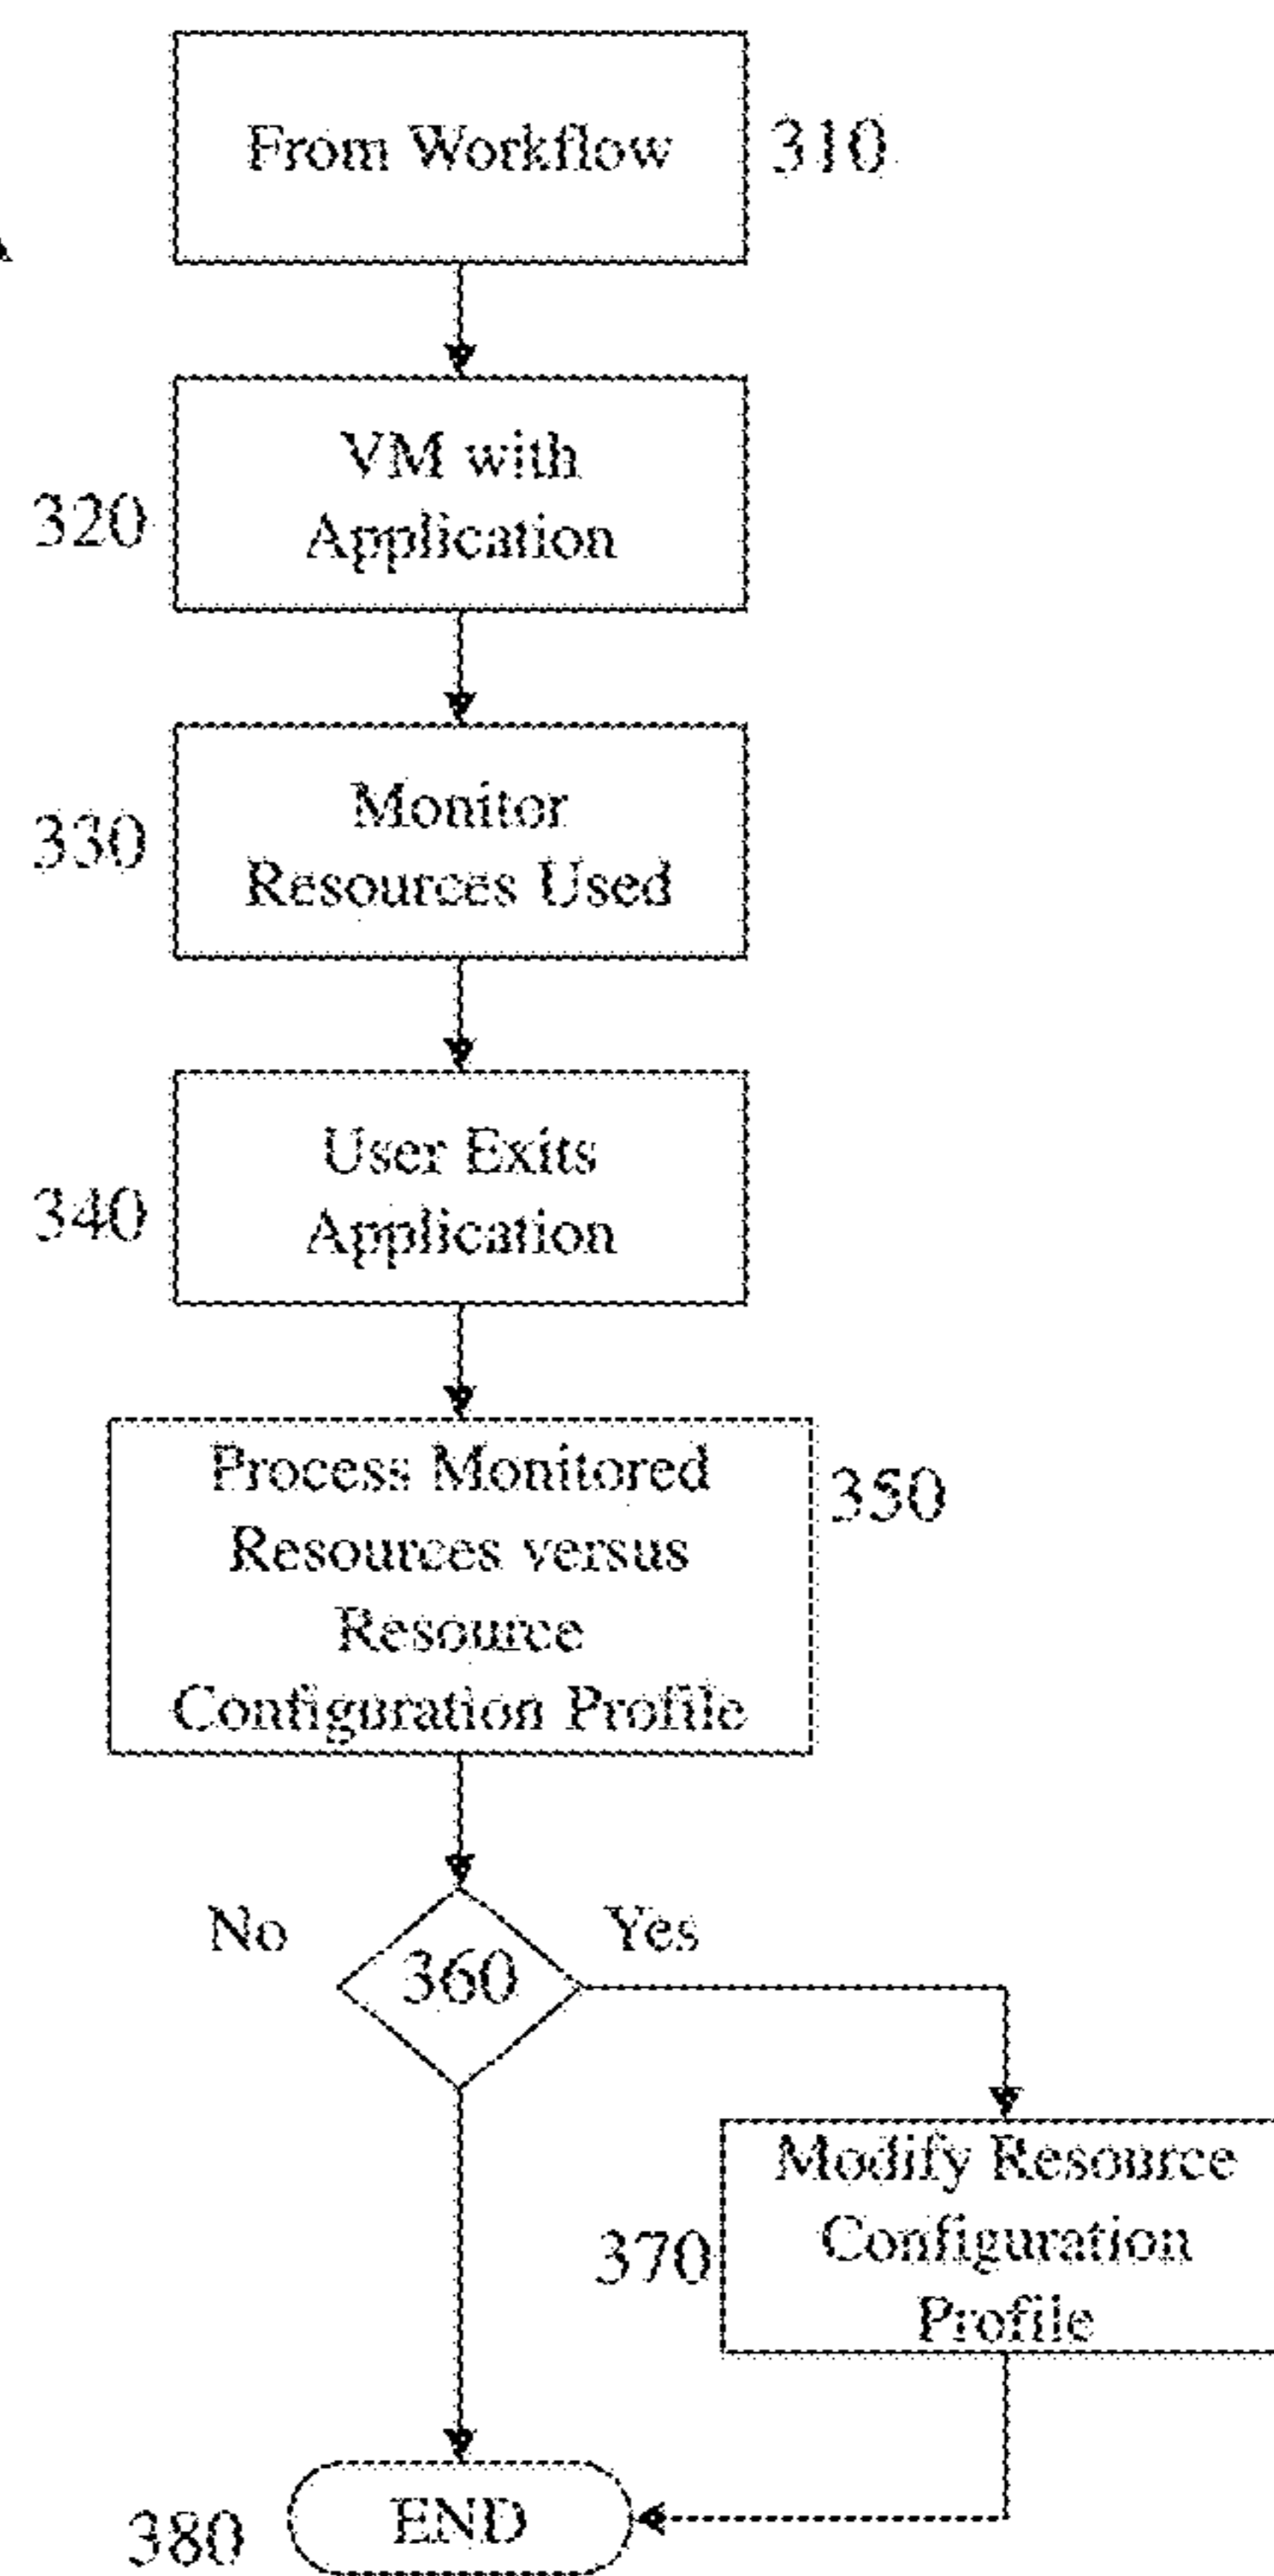 From Workflow
310
VM with
Application
320
Monitor
Resources Used
330
User Exits
Application
340
Process Monitored
Resources versus
Resource
Configuration Profile
350
No
Yes
360
Modify Resource
Configuration
Profile
370
END
380